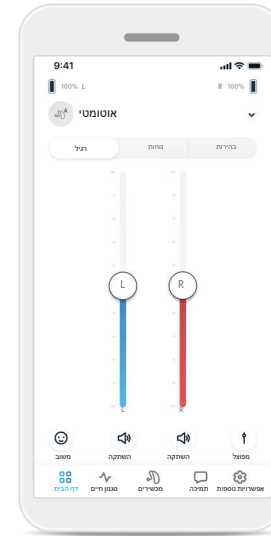 9:41
100% L
R 100%
אוטומטי
רגיל
נוחות
בהירות
L
R
L
R
משוב
השתקה
השתקה
מפוצל
דף הבית
סגנון חיים
מכשירים
תמיכה
אפשרויות נוספות